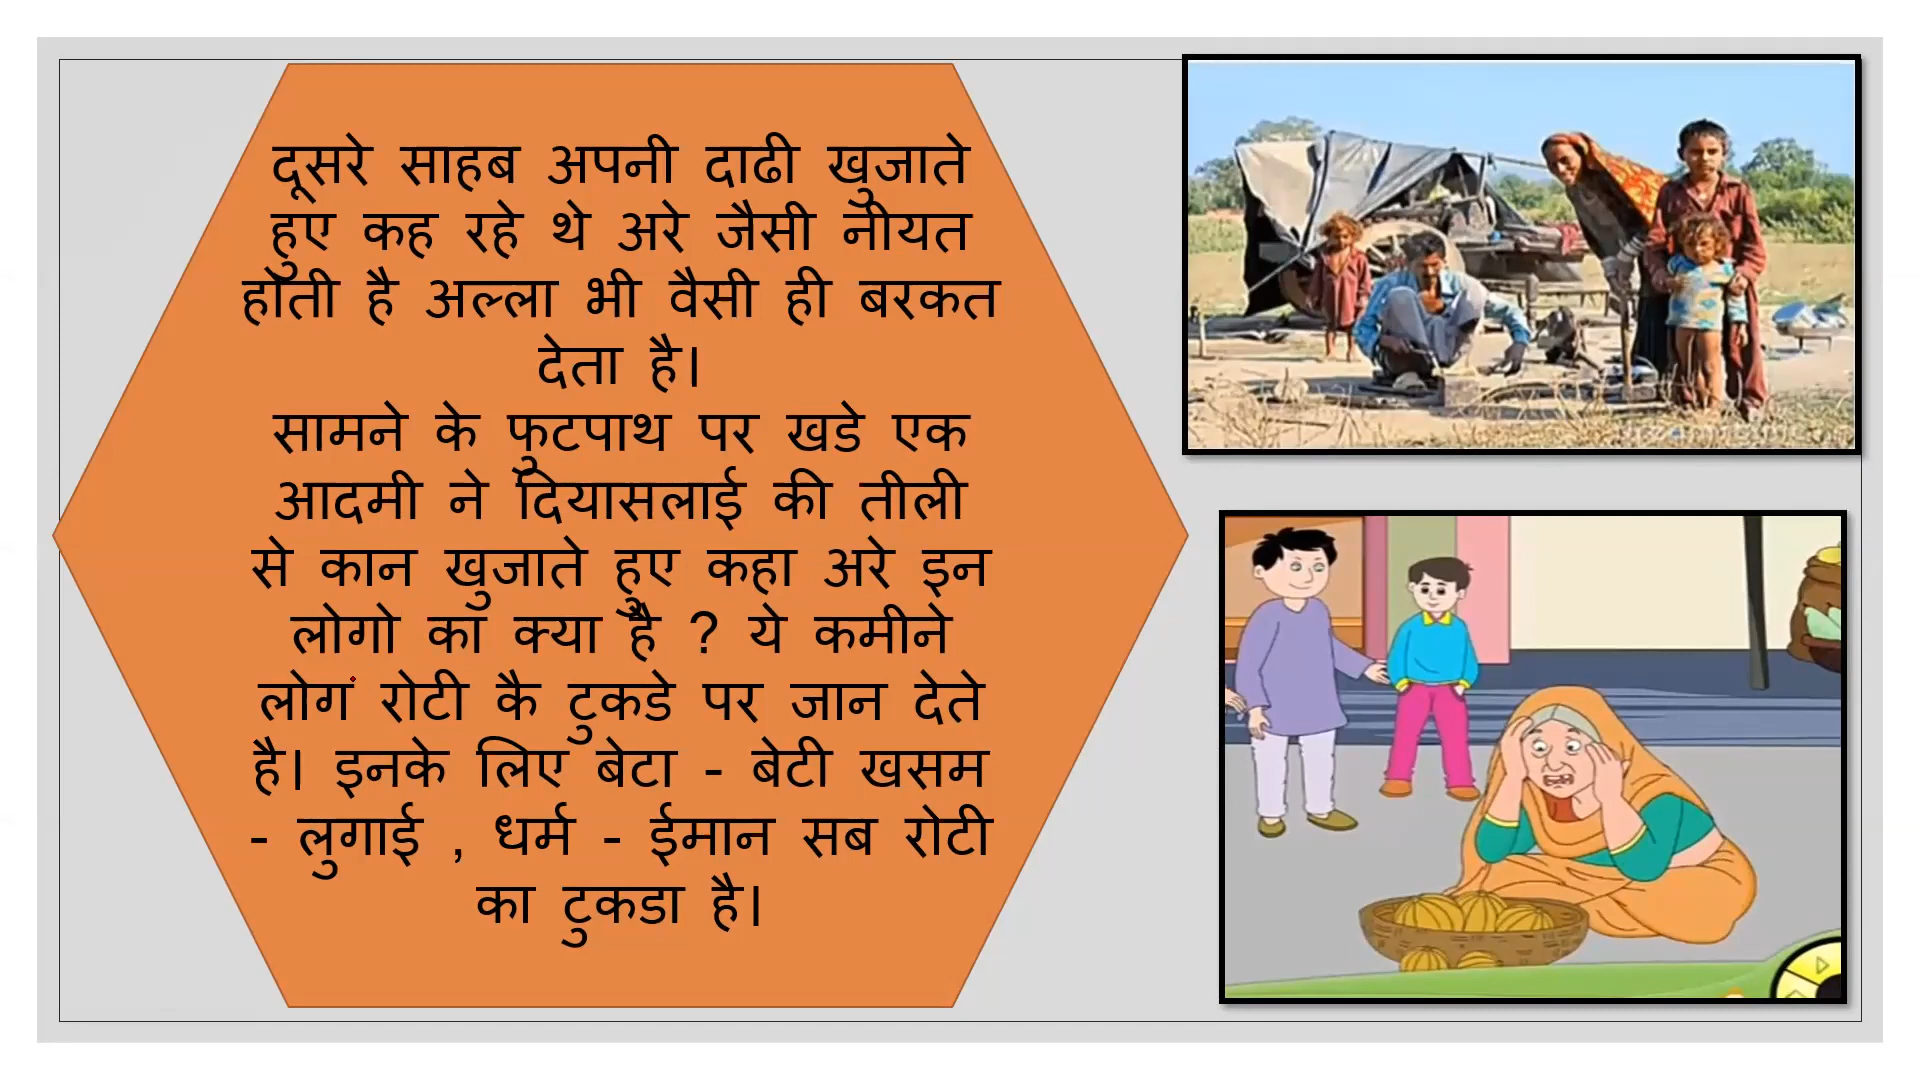 दूसरे साहब अपनी दाढी खुजाते
हुए कह रहे थे अरे जैसी नीयत
होती है अल्ला भी वैसी ही बरकत
देता है।
सामने के फुटपाथ पर खडे एक
आदमी ने दियासलाई की तीली
से कान खुजाते हुए कहा अरे इन
लोगो का क्या है ? ये कमीने
लोग रोटी कै टुकडे पर जान देते
है। इनके लिए बेटा - बेटी खसम
- लुगाई , धर्म - ईमान सब रोटी
का टुकडा है।